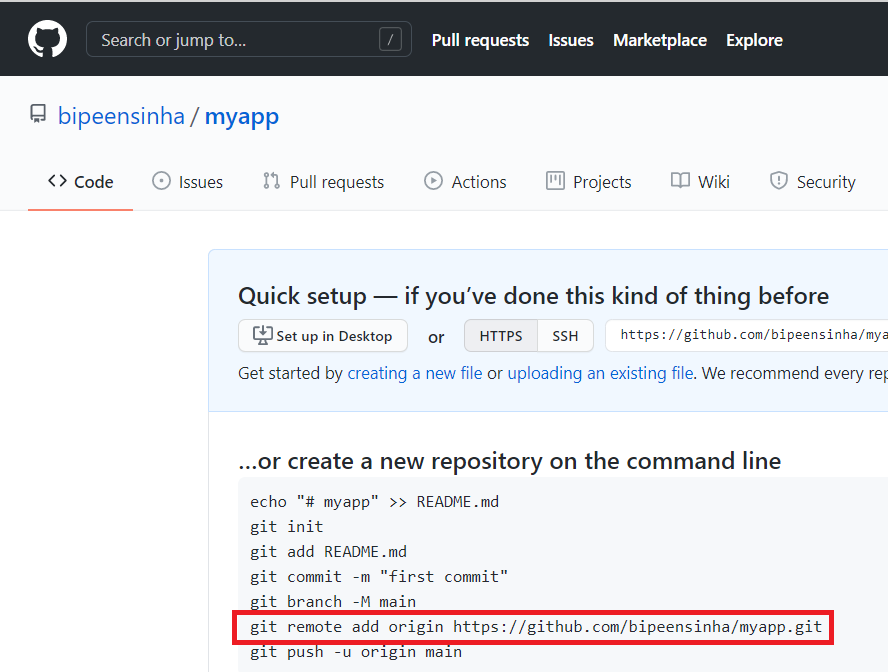 Search or jump to... /
Pull requests Issues Marketplace Explore
bipeensinha / myapp
Code Issues Pull requests Actions Projects Wiki Security
Quick setup — if you’ve done this kind of thing before
Set up in Desktop or HTTPS SSH https://github.com/bipeensinha/mya
Get started by creating a new file or uploading an existing file. We recommend every rep
…or create a new repository on the command line
echo "# myapp" >> README.md
git init
git add README.md
git commit -m "first commit"
git branch -M main
git remote add origin https://github.com/bipeensinha/myapp.git
git push -u origin main